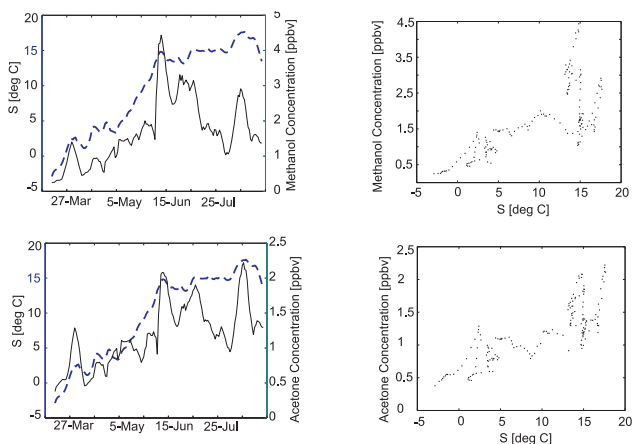 20
15
10
5
0
-5
S [deg C]
5
4
3
2
1
0
Methanol Concentration [ppbv]
27-Mar 5-May 15-Jun 25-Jul
4.5
3.5
2.5
1.5
0.5
Methanol Concentration (ppbv)
-5 0 5 10 15 20
S [deg C]
20
15
10
5
0
-5
S [deg C]
2.5
2
1.5
1
0.5
0
Acetone Concentration [ppbv]
27-Mar 5-May 15-Jun 25-Jul
2.5
2
1.5
1
0.5
0
Acetone Concentration [ppbv]
-5 0 5 10 15 20
S [deg C]